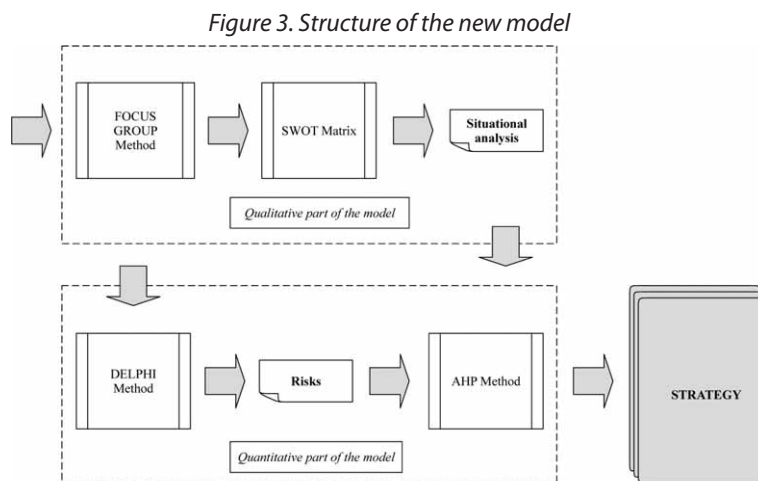 Figure 3. Structure of the new model
FOCUS
GROUP
Method
SWOT Matrix
Situational
analysis
Qualitative part of the model
DELPHI
Method
Risks
AHP Method
STRATEGY
Quantitative part of the model